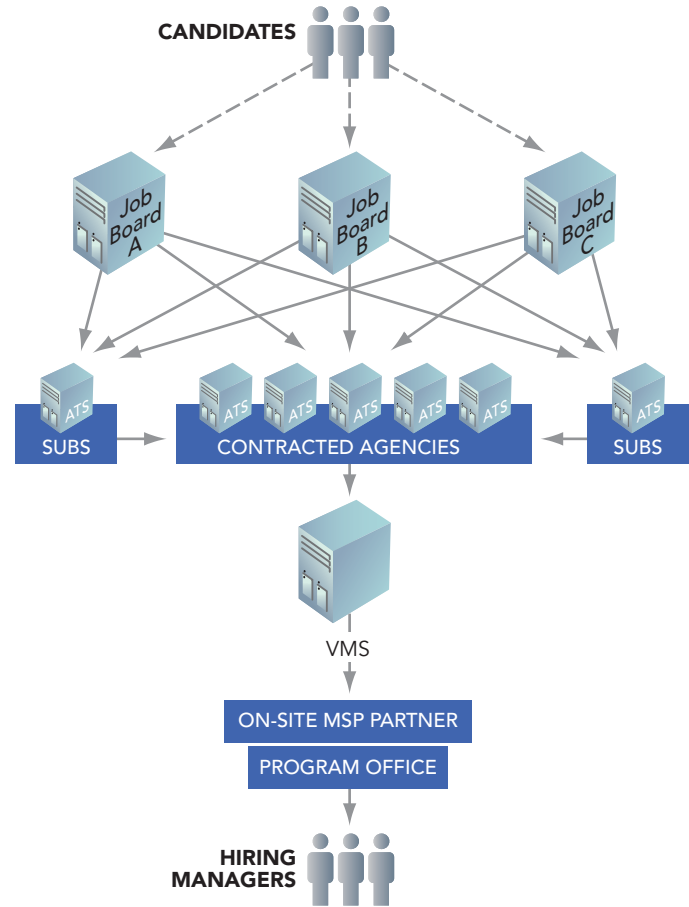 CANDIDATES
Job
Board
A
Job
Board
B
Job
Board
C
ATS
ATS
ATS
ATS
ATS
ATS
ATS
SUBS
CONTRACTED AGENCIES
SUBS
VMS
ON-SITE MSP PARTNER
PROGRAM OFFICE
HIRING
MANAGERS